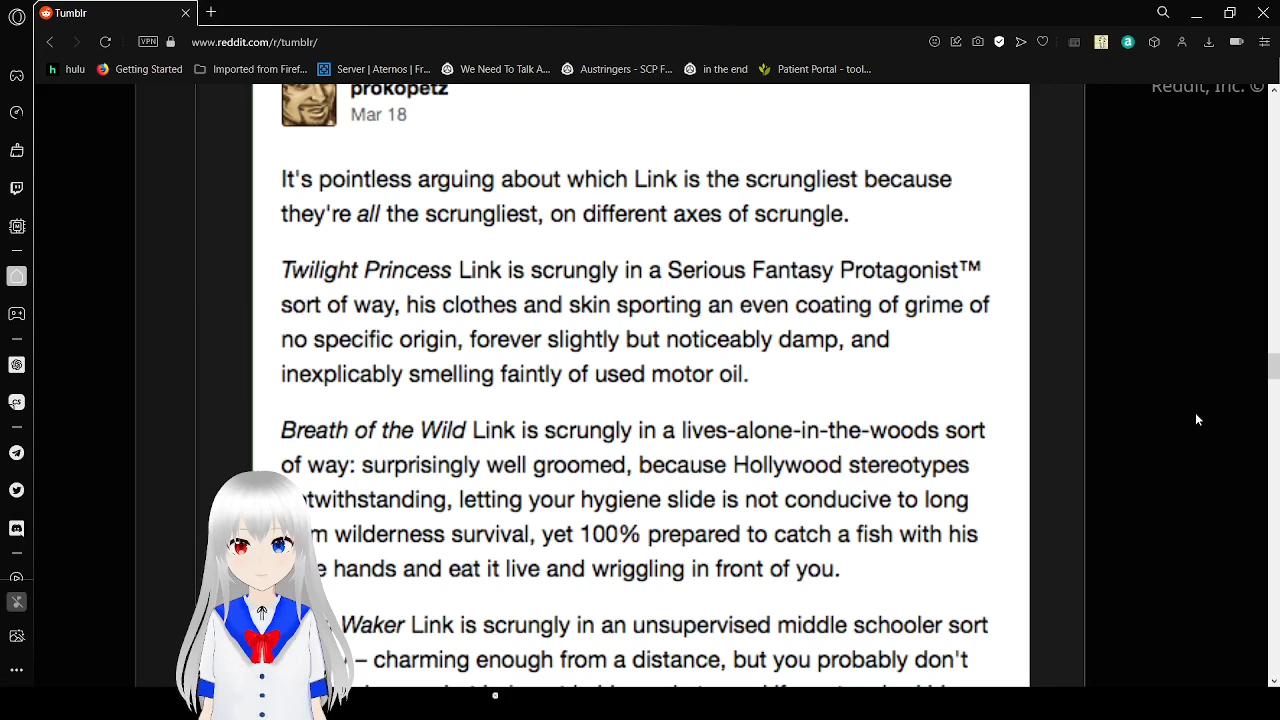 Tumblr
www.reddit.com/r/tumblr/
VPN
hulu
Getting Started
Imported from Firef...
Server | Aternos | Fr...
We Need To Talk A...
Austringers - SCP F...
in the end
Patient Portal - tool...
Reddit, Inc. ©
prokopetz
Mar 18
It's pointless arguing about which Link is the scrungliest because
they're all the scrungliest, on different axes of scrungle.
Twilight Princess Link is scrungly in a Serious Fantasy Protagonist™
sort of way, his clothes and skin sporting an even coating of grime of
no specific origin, forever slightly but noticeably damp, and
inexplicably smelling faintly of used motor oil.
Breath of the Wild Link is scrungly in a lives-alone-in-the-woods sort
of way: surprisingly well groomed, because Hollywood stereotypes
twithstanding, letting your hygiene slide is not conducive to long
m wilderness survival, yet 100% prepared to catch a fish with his
e hands and eat it live and wriggling in front of you.
Waker Link is scrungly in an unsupervised middle schooler sort
– charming enough from a distance, but you probably don't